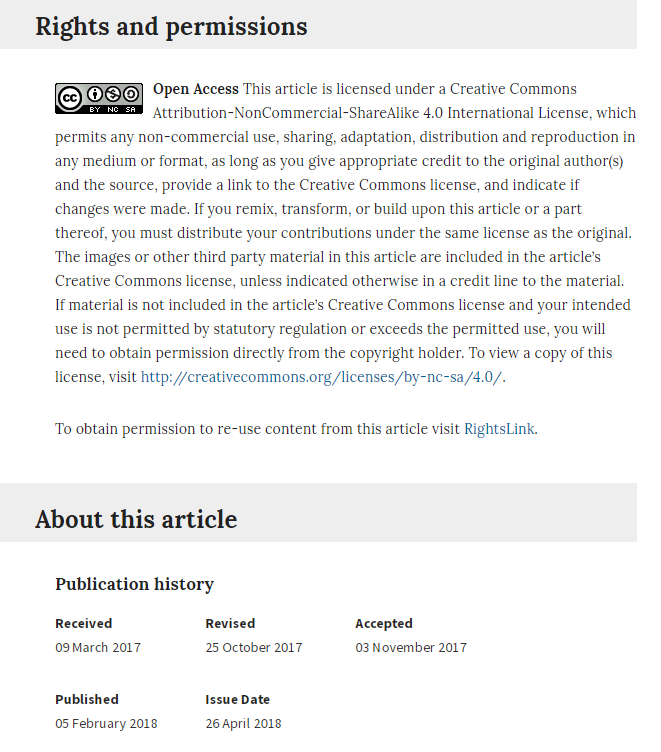 Rights and permissions
cc BY NC SA
Open Access This article is licensed under a Creative Commons
Attribution-NonCommercial-ShareAlike 4.0 International License, which
permits any non-commercial use, sharing, adaptation, distribution and reproduction in
any medium or format, as long as you give appropriate credit to the original author(s)
and the source, provide a link to the Creative Commons license, and indicate if
changes were made. If you remix, transform, or build upon this article or a part
thereof, you must distribute your contributions under the same license as the original.
The images or other third party material in this article are included in the article’s
Creative Commons license, unless indicated otherwise in a credit line to the material.
If material is not included in the article’s Creative Commons license and your intended
use is not permitted by statutory regulation or exceeds the permitted use, you will
need to obtain permission directly from the copyright holder. To view a copy of this
license, visit http://creativecommons.org/licenses/by-nc-sa/4.0/.
To obtain permission to re-use content from this article visit RightsLink.
About this article
Publication history
Received Revised Accepted
09 March 2017 25 October 2017 03 November 2017
Published Issue Date
05 February 2018 26 April 2018